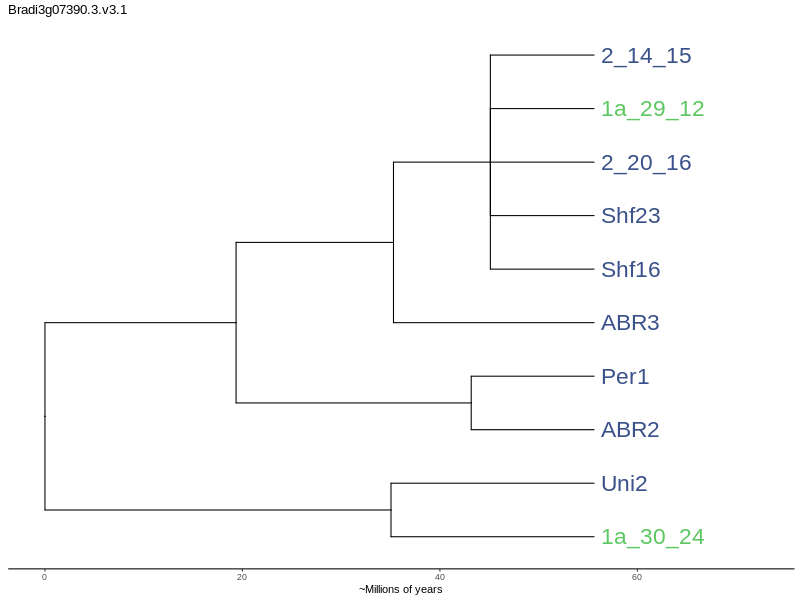 Bradi3g07390.3.v3.1
2_14_15
1a_29_12
2_20_16
Shf23
Shf16
ABR3
Per1
ABR2
Uni2
1a_30_24
0 20 40 60
~Millions of years